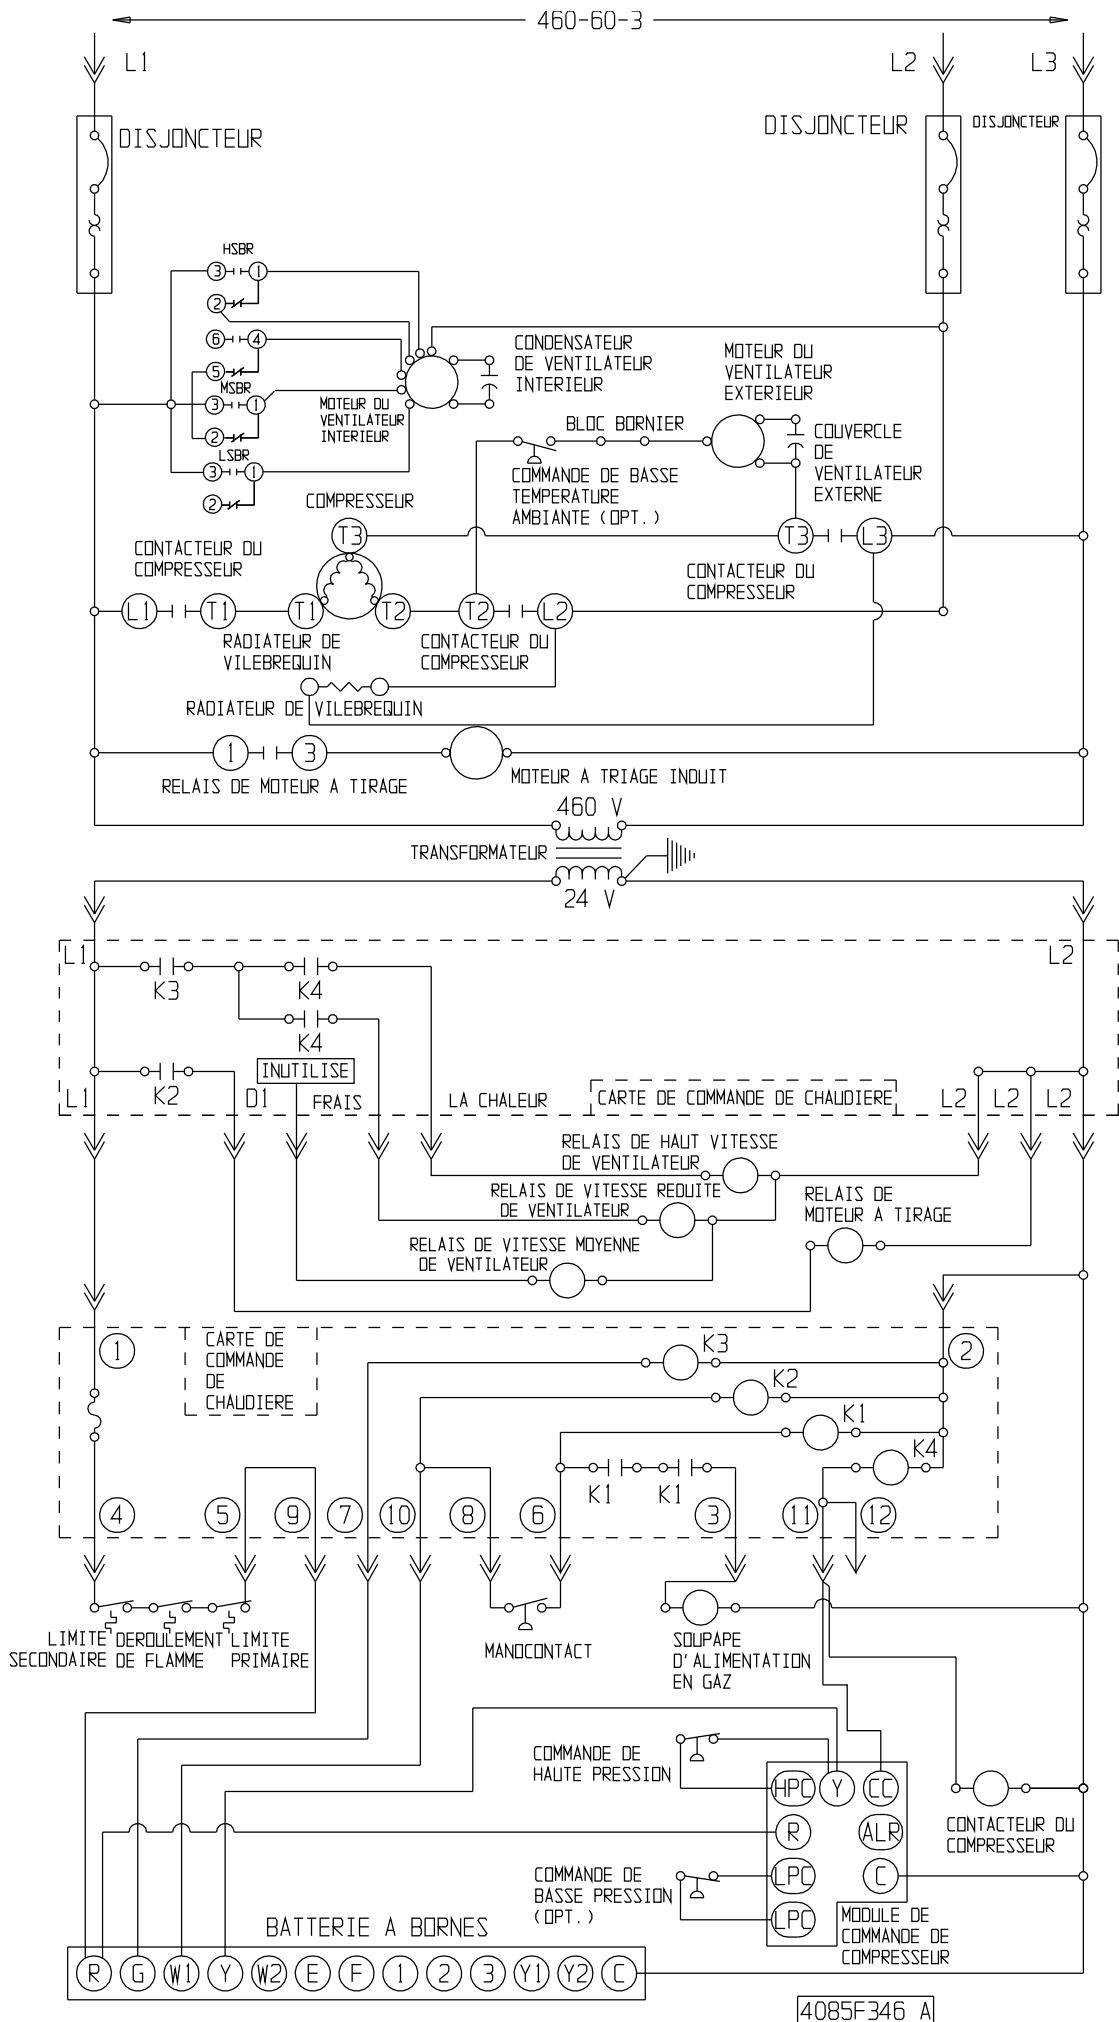 460-60-3
L1
L2
L3
DISJONCTEUR
DISJONCTEUR
DISJONCTEUR
HSBR
3 1
2
6 4
5
MSBR
3 1
2
LSBR
3 1
2
MOTEUR DU
VENTILATEUR
INTERIEUR
CONDENSATEUR
DE VENTILATEUR
INTERIEUR
MOTEUR DU
VENTILATEUR
EXTERIEUR
BLOC BORNIER
COUVERCLE
DE
VENTILATEUR
EXTERNE
COMMANDE DE BASSE
TEMPERATURE
AMBIANTE (OPT.)
COMPRESSEUR
T3
T3 L3
CONTACTEUR DU
COMPRESSEUR
CONTACTEUR DU
COMPRESSEUR
L1 T1 T1 T2 T2 L2
RADIATEUR DE
VILEBREQUIN
CONTACTEUR DU
COMPRESSEUR
RADIATEUR DE VILEBREQUIN
1 3
RELAIS DE MOTEUR A TIRAGE
MOTEUR A TRIAGE INDUIT
460 V
TRANSFORMATEUR
24 V
L1
L2
K3
K4
K4
K2
INUTILISE
L1
D1
FRAIS
LA CHALEUR
CARTE DE COMMANDE DE CHAUDIERE
L2 L2 L2
RELAIS DE HAUT VITESSE
DE VENTILATEUR
RELAIS DE VITESSE REDUITE
DE VENTILATEUR
RELAIS DE
MOTEUR A TIRAGE
RELAIS DE VITESSE MOYENNE
DE VENTILATEUR
1
CARTE DE
COMMANDE
DE
CHAUDIERE
K3
2
K2
K1
K4
K1 K1
4 5 9 7 10 8 6 3 11 12
LIMITE
SECONDAIRE
DEROULEMENT
DE FLAMME
LIMITE
PRIMAIRE
MANOCONTACT
SOUPAPE
D'ALIMENTATION
EN GAZ
COMMANDE DE
HAUTE PRESSION
HPC Y CC
R ALR
LPC C
LPC
CONTACTEUR DU
COMPRESSEUR
COMMANDE DE
BASSE PRESSION
(OPT.)
MODULE DE
COMMANDE DE
COMPRESSEUR
BATTERIE A BORNES
R G W1 Y W2 E F 1 2 3 Y1 Y2 C
4085F346 A